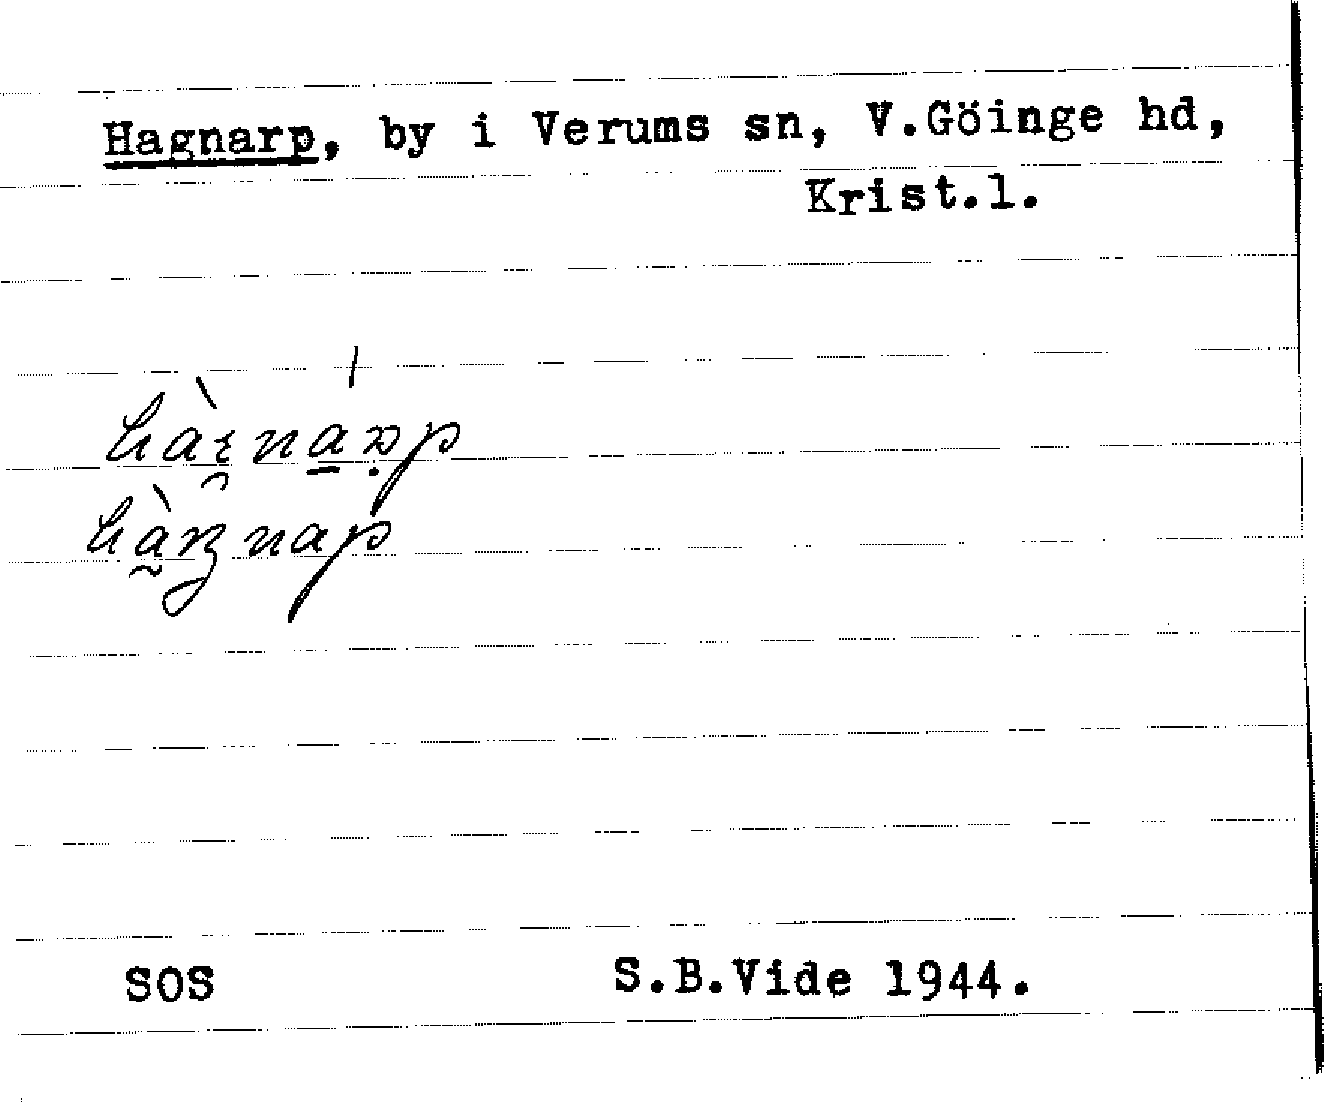 Hagnarp, by i Verums sn, V.Göinge hd,
Krist.l.
SOS S.B.Vide 1944.